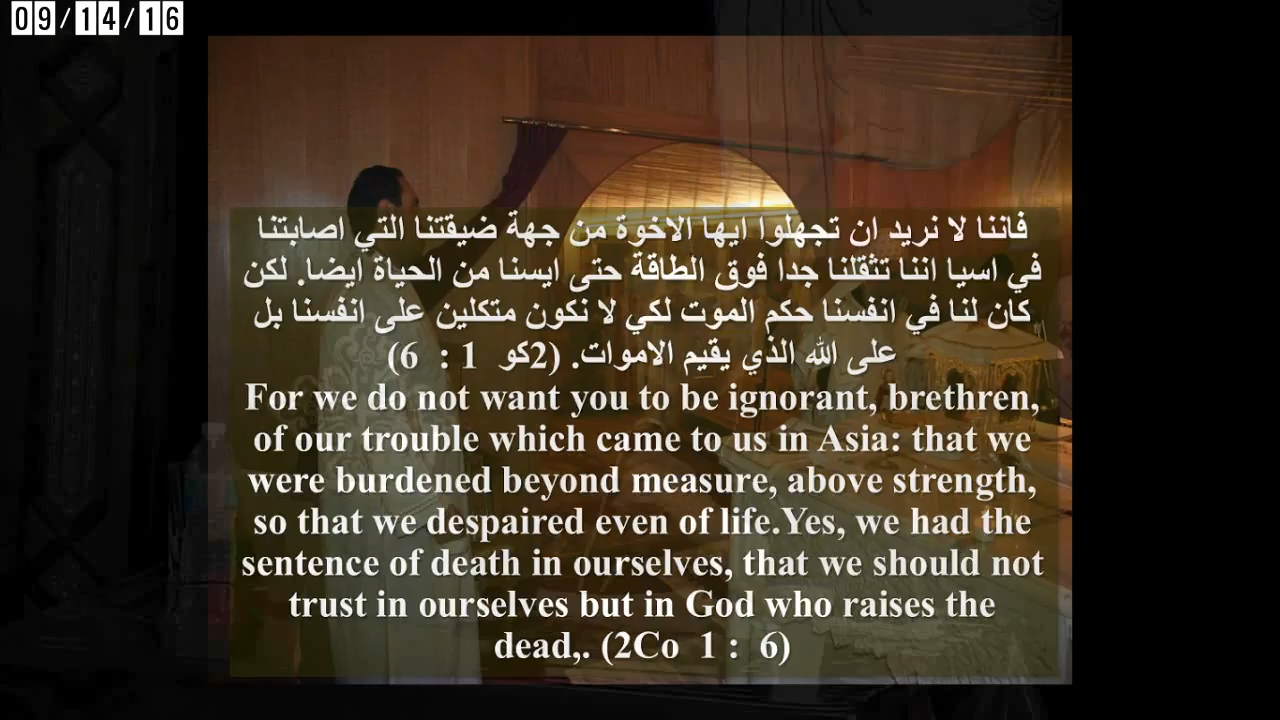 09/14/16
فاننا لا نريد ان تجهلوا ايها الاخوة من جهة ضيقتنا التي اصابتنا
في اسيا اننا تثقلنا جدا فوق الطاقة حتى ايسنا من الحياة ايضا. لكن
كان لنا في انفسنا حكم الموت لكي لا نكون متكلين على انفسنا بل
على الله الذي يقيم الاموات. (2كو 1 : 6)
For we do not want you to be ignorant, brethren,
of our trouble which came to us in Asia: that we
were burdened beyond measure, above strength,
so that we despaired even of life.Yes, we had the
sentence of death in ourselves, that we should not
trust in ourselves but in God who raises the
dead,. (2Co 1 : 6)